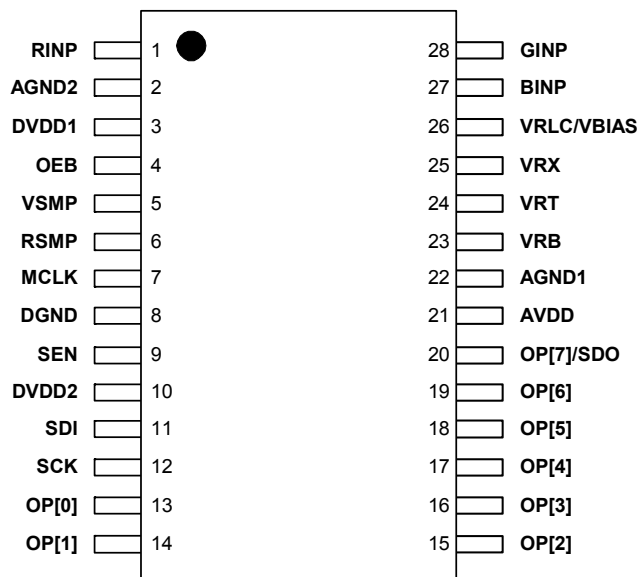 RINP 1 28 GINP
AGND2 2 27 BINP
DVDD1 3 26 VRLC/VBIAS
OEB 4 25 VRX
VSMP 5 24 VRT
RSMP 6 23 VRB
MCLK 7 22 AGND1
DGND 8 21 AVDD
SEN 9 20 OP[7]/SDO
DVDD2 10 19 OP[6]
SDI 11 18 OP[5]
SCK 12 17 OP[4]
OP[0] 13 16 OP[3]
OP[1] 14 15 OP[2]